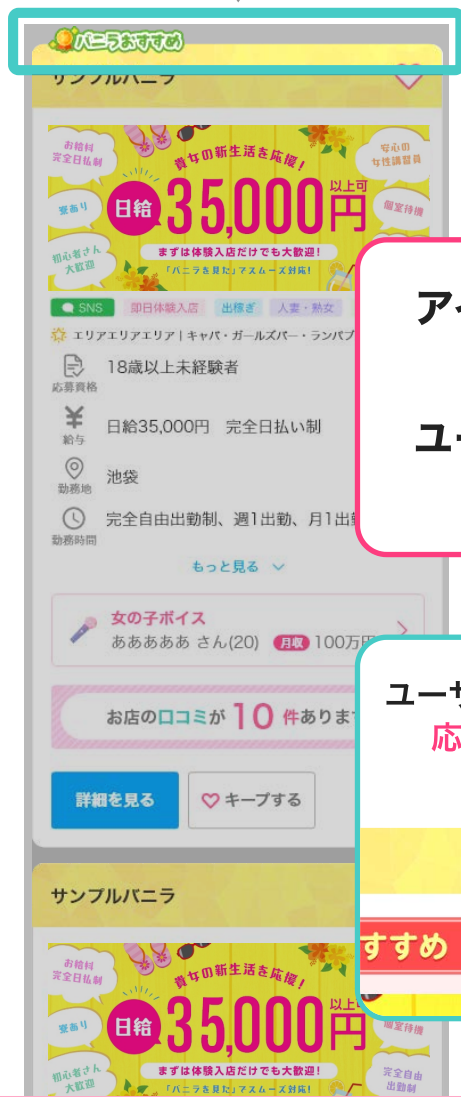 バニラおすすめ
サンプルバニラ
お給料
完全日払制
貴女の新生活を応援!
安心の
女性講習員
寮あり
日給35,000円以上可
個室待機
初心者さん
大歓迎
まずは体験入店だけでも大歓迎!
「バニラを見た」でスムーズ対応!
SNS 即日体験入店 出稼ぎ 人妻・熟女
エリアエリアエリア | キャバ・ガールズバー・ランパブ
応募資格 18歳以上未経験者
給与 日給35,000円 完全日払い制
勤務地 池袋
勤務時間 完全自由出勤制、週1出勤、月1出
もっと見る
女の子ボイス
あああああ さん(20) 月収 100万円
お店の口コミが 10 件ありま
詳細を見る キープする
ア
ユー
ユーザ
応
すすめ
サンプルバニラ
お給料
完全日払制
貴女の新生活を応援!
寮あり
日給35,000円以上
個室待機
初心者さん
大歓迎
まずは体験入店だけでも大歓迎!
「バニラを見た」でスムーズ対応!
完全自由
出勤制